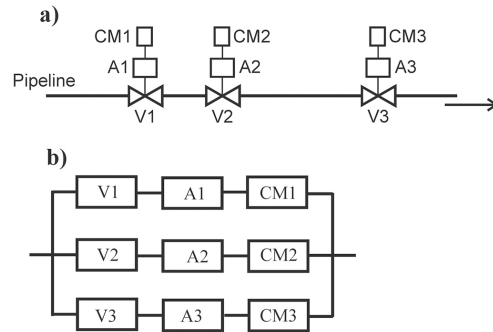 a)
CM1 CM2 CM3
A1 A2 A3
Pipeline
V1 V2 V3
b)
V1 A1 CM1
V2 A2 CM2
V3 A3 CM3